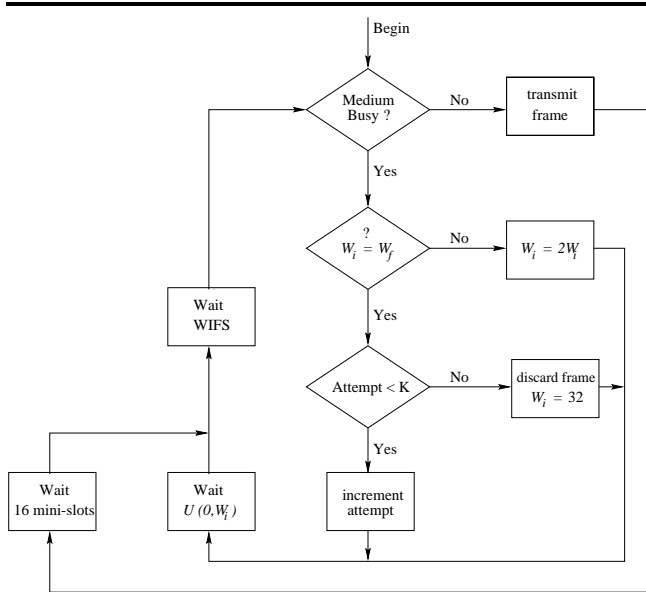 Begin
Medium
Busy ?
No
transmit
frame
Yes
?
W_i = W_f
No
W_i = 2W_i
Yes
Wait
WIFS
Attempt < K
No
discard frame
W_i = 32
Yes
Wait
16 mini-slots
Wait
U (0,W_i )
increment
attempt